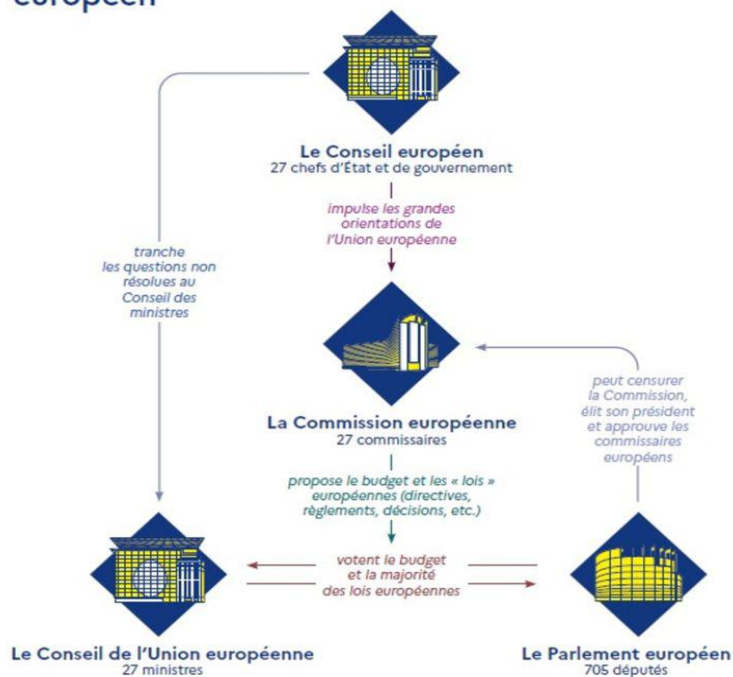 européen
Le Conseil européen
27 chefs d'État et de gouvernement
impulse les grandes
orientations de
l'Union européenne
tranche
les questions non
résolues au
Conseil des
ministres
La Commission européenne
27 commissaires
peut censurer
la Commission,
élit son président
et approuve les
commissaires
européens
propose le budget et les « lois »
européennes (directives,
règlements, décisions, etc.)
votent le budget
et la majorité
des lois européennes
Le Conseil de l'Union européenne
27 ministres
Le Parlement européen
705 députés